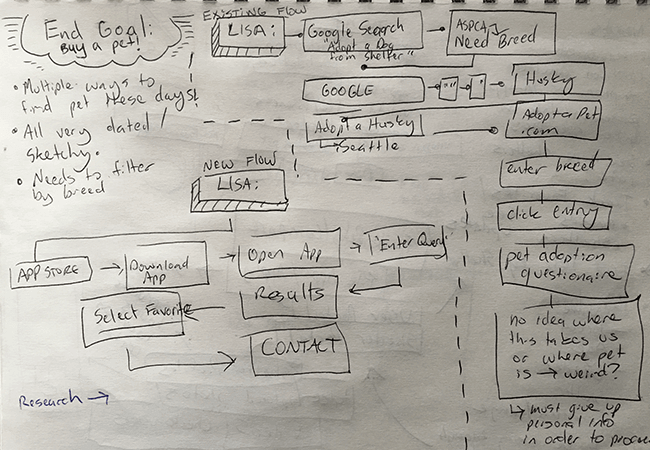 End Goal:
Buy a pet!
• Multiple ways to
find pet these days!
• All very dated/
sketchy.
• Needs to filter
by breed
EXISTING FLOW
LISA:
Google Search
"Adopt a Dog
from Shelter"
ASPCA
Need Breed
GOOGLE
Husky
Adopt a Husky
↳ Seattle
AdoptaPet
.com
enter breed
click entry
pet adoption
questionaire
no idea where
this takes us
or where pet
is → weird?
↳ must give up
personal info
in order to
NEW FLOW
LISA:
APP STORE
Download
App
Open App
'Enter Query'
Results
Select Favorite
CONTACT
Research →